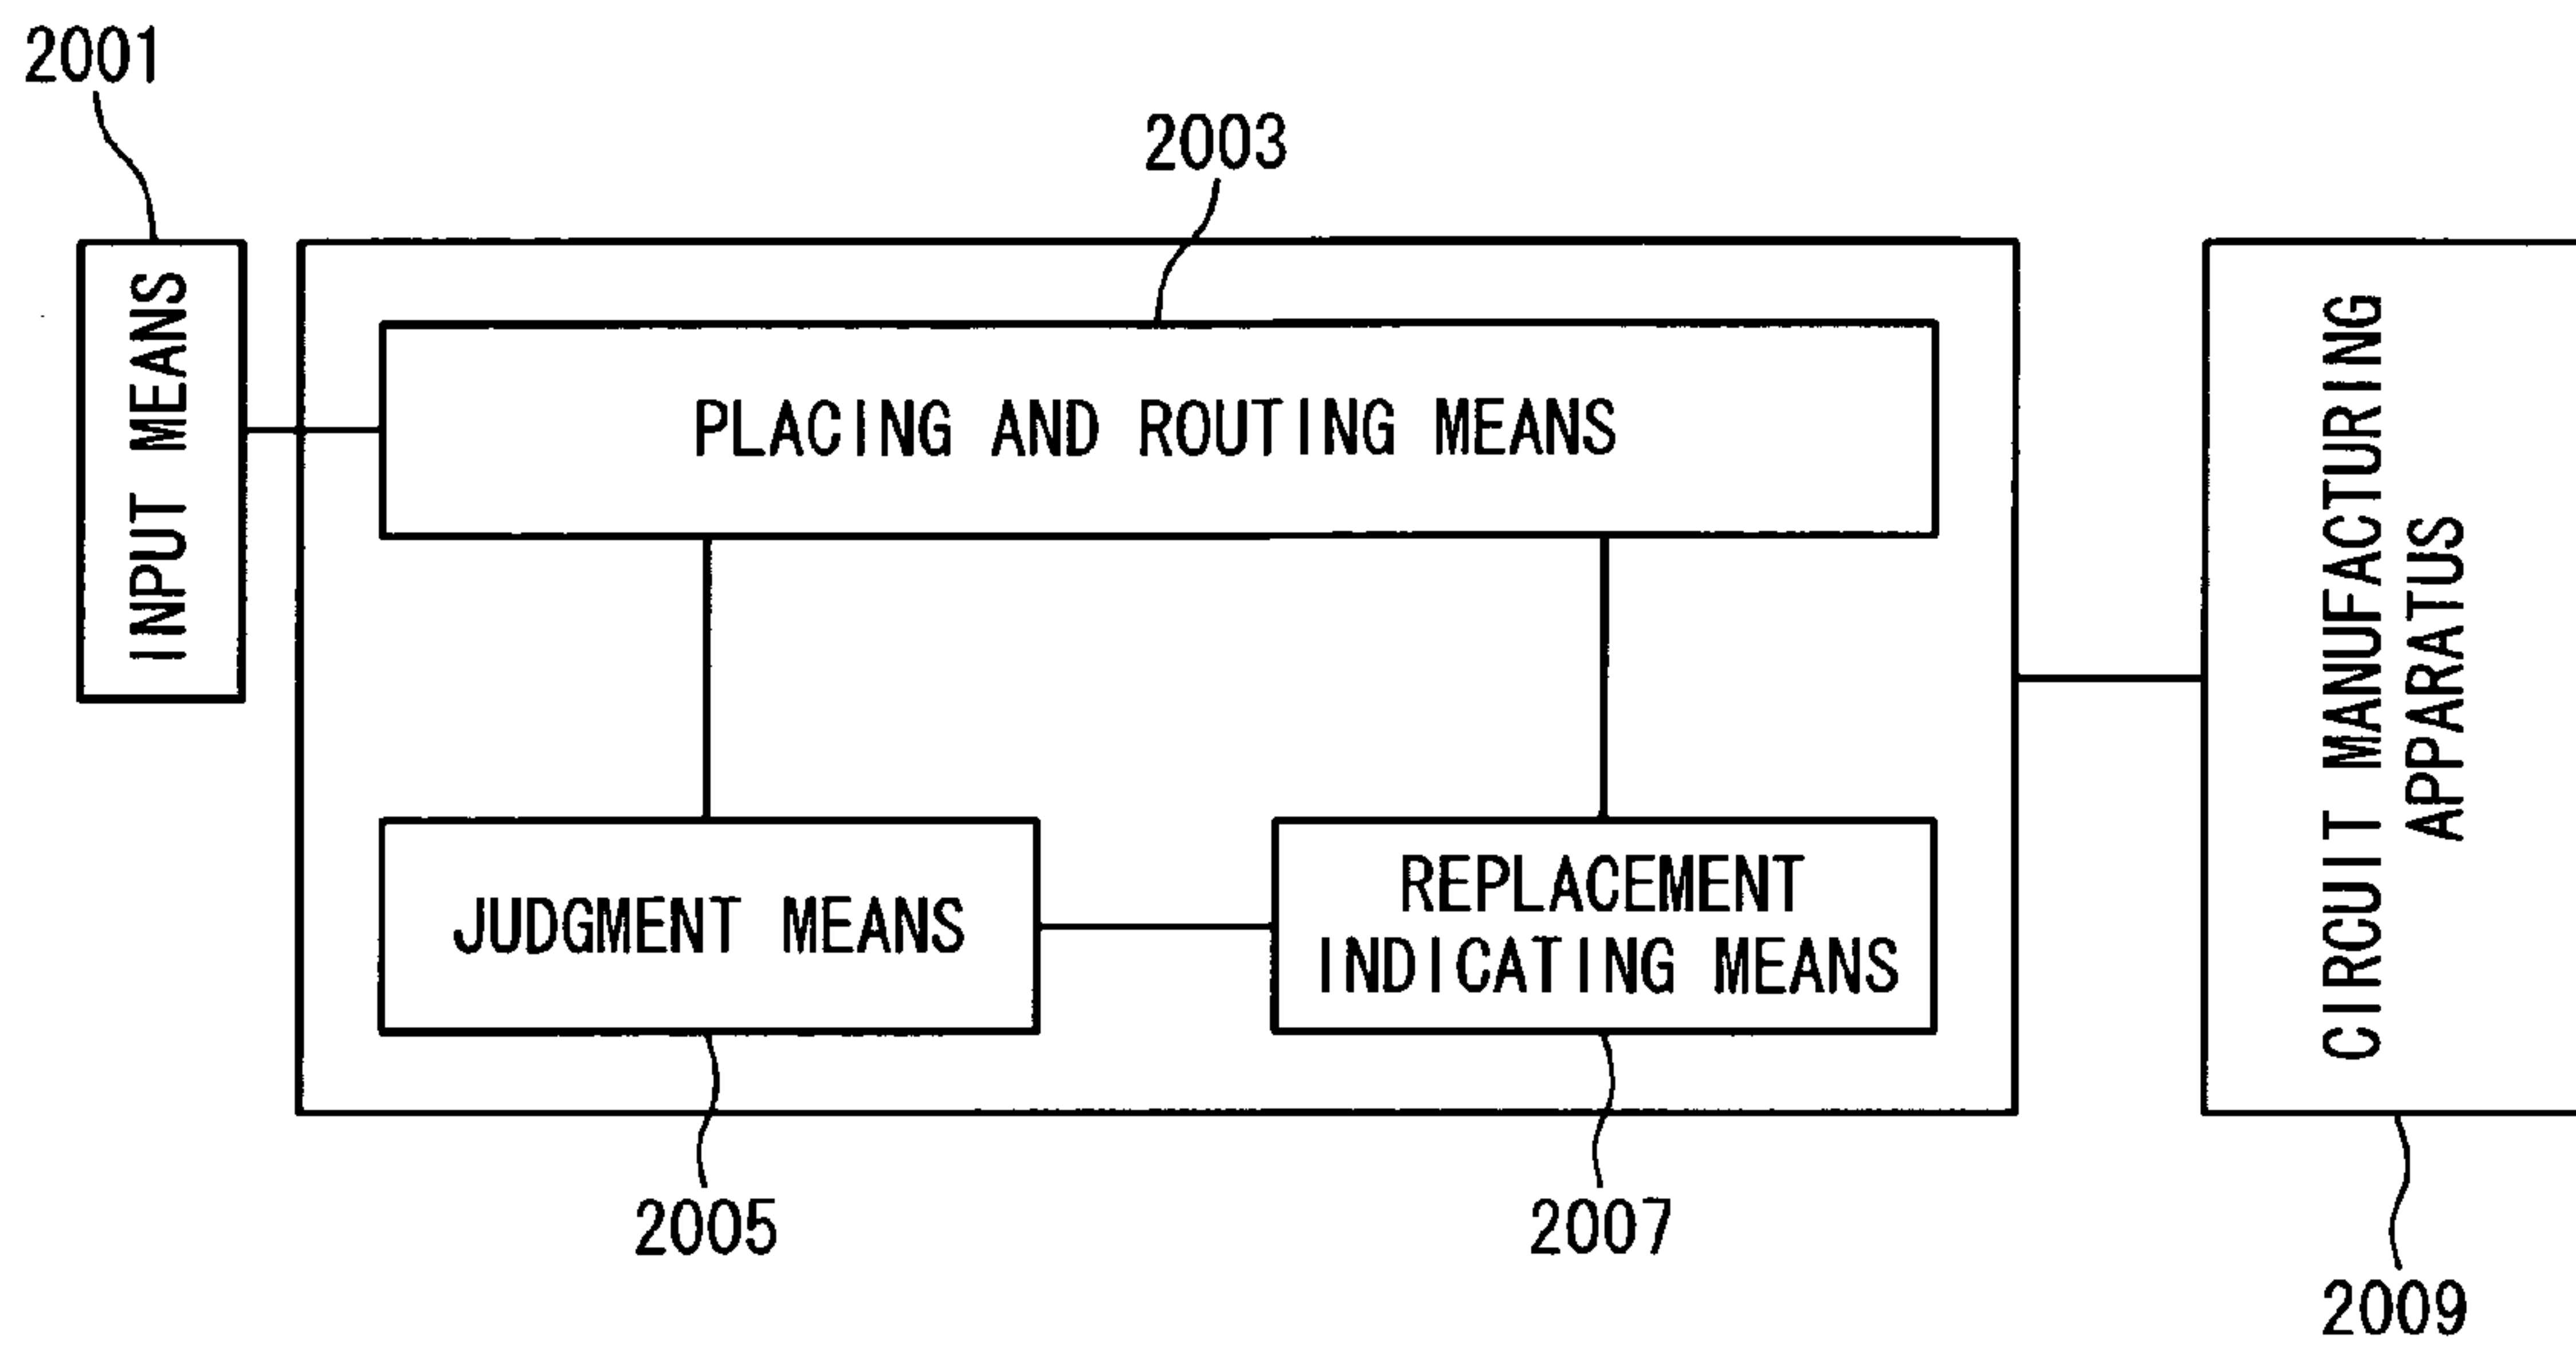 2001
2003
INPUT MEANS
PLACING AND ROUTING MEANS
CIRCUIT MANUFACTURING
APPARATUS
JUDGMENT MEANS
REPLACEMENT
INDICATING MEANS
2005
2007
2009